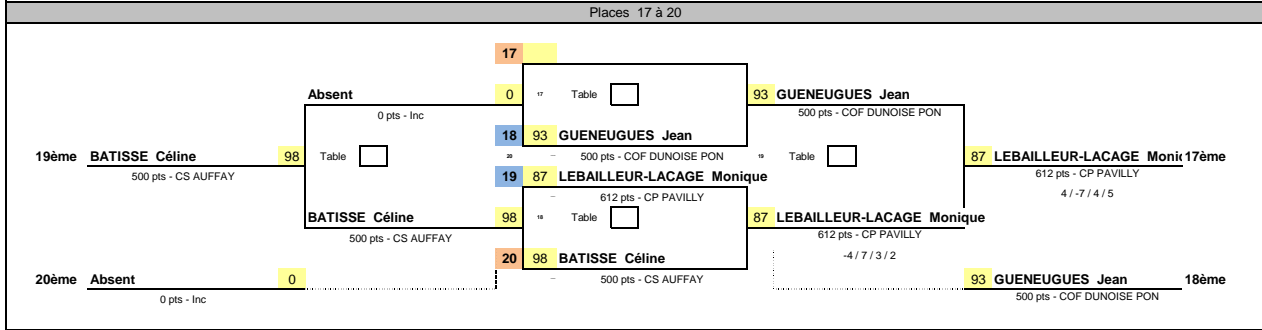 Places 17 à 20
17
Absent 0 17 Table 93 GUENEUGUES Jean
0 pts - Inc 500 pts - COF DUNOISE PON
18 93 GUENEUGUES Jean
19ème BATISSE Céline 98 Table 20 – 500 pts - COF DUNOISE PON 19 Table 87 LEBAILLEUR-LACAGE Moni 17ème
500 pts - CS AUFFAY 19 87 LEBAILLEUR-LACAGE Monique 612 pts - CP PAVILLY
– 612 pts - CP PAVILLY 4 / -7 / 4 / 5
BATISSE Céline 98 18 Table 87 LEBAILLEUR-LACAGE Monique
500 pts - CS AUFFAY 612 pts - CP PAVILLY
20 98 BATISSE Céline -4 / 7 / 3 / 2
20ème Absent 0 – 500 pts - CS AUFFAY 93 GUENEUGUES Jean 18ème
0 pts - Inc 500 pts - COF DUNOISE PON